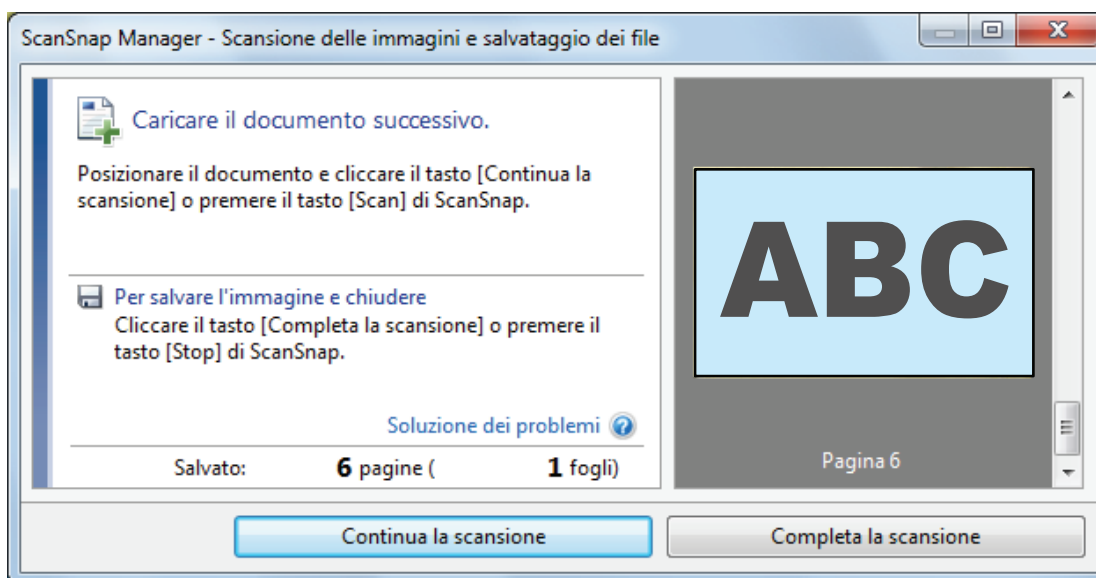 ScanSnap Manager - Scansione delle immagini e salvataggio dei file
Caricare il documento successivo.
Posizionare il documento e cliccare il tasto [Continua la
scansione] o premere il tasto [Scan] di ScanSnap.
Per salvare l'immagine e chiudere
Cliccare il tasto [Completa la scansione] o premere il
tasto [Stop] di ScanSnap.
Soluzione dei problemi
Salvato: 6 pagine ( 1 fogli)
ABC
Pagina 6
Continua la scansione
Completa la scansione